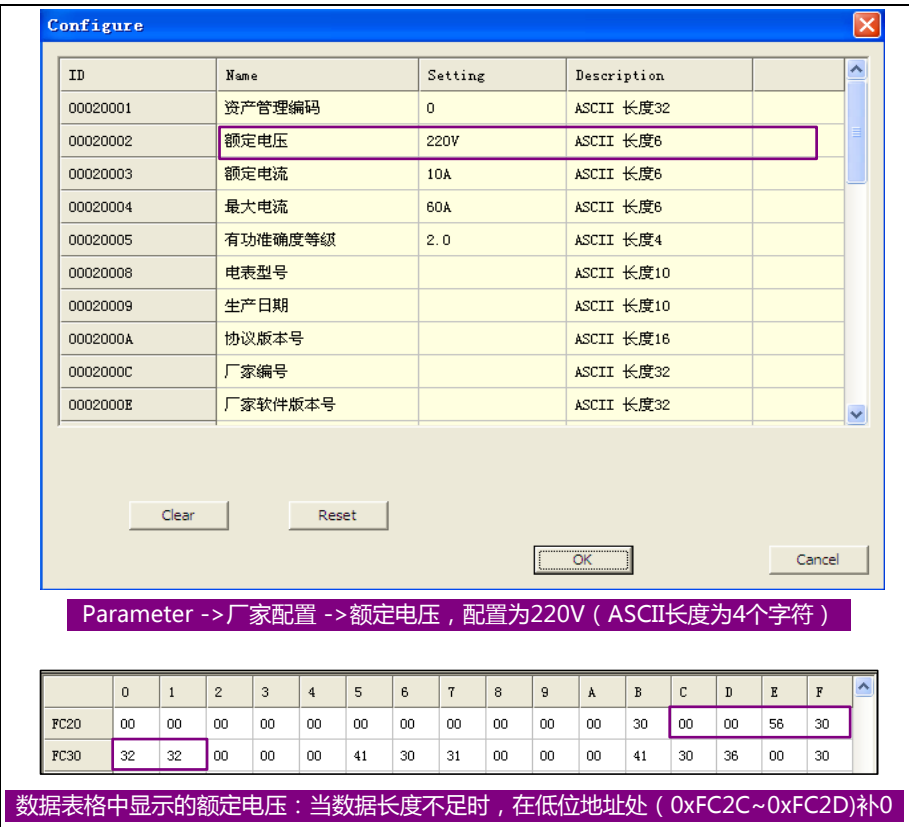 Configure
ID Name Setting Description
00020001 资产管理编码 0 ASCII 长度32
00020002 额定电压 220V ASCII 长度6
00020003 额定电流 10A ASCII 长度6
00020004 最大电流 60A ASCII 长度6
00020005 有功准确度等级 2.0 ASCII 长度4
00020008 电表型号 ASCII 长度10
00020009 生产日期 ASCII 长度10
0002000A 协议版本号 ASCII 长度16
0002000C 厂家编号 ASCII 长度32
0002000E 厂家软件版本号 ASCII 长度32
Clear Reset
OK Cancel
Parameter ->厂家配置 ->额定电压，配置为220V（ASCII长度为4个字符）
0 1 2 3 4 5 6 7 8 9 A B C D E F
FC20 00 00 00 00 00 00 00 00 00 00 00 30 00 00 56 30
FC30 32 32 00 00 00 41 30 31 00 00 00 41 30 36 00 30
数据表格中显示的额定电压：当数据长度不足时，在低位地址处（0xFC2C~0xFC2D)补0